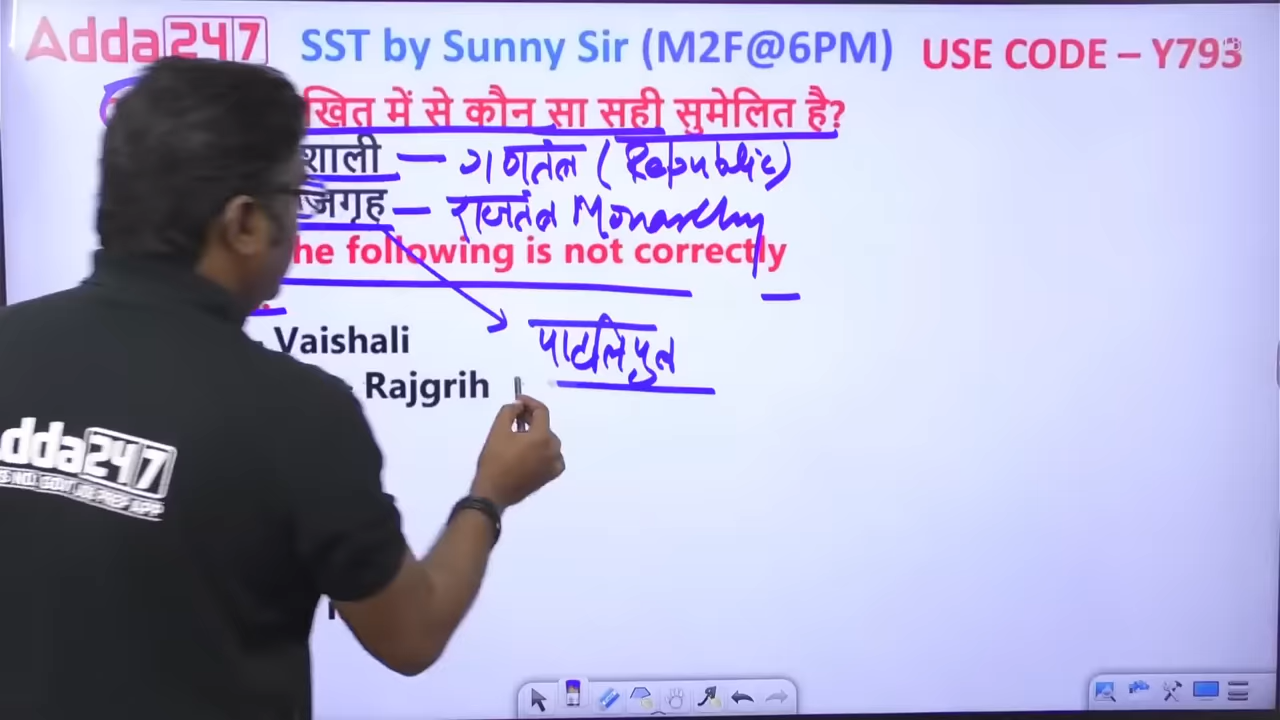 Adda247 SST by Sunny Sir (M2F@6PM) USE CODE – Y793
खित में से कौन सा सही सुमेलित है?
शाली — गणतंत्र (Republic)
जगृह — राजतंत्र Monarchy
he following is not correctly
Vaishali
पाटलिपुत्र
Rajgrih
dda247